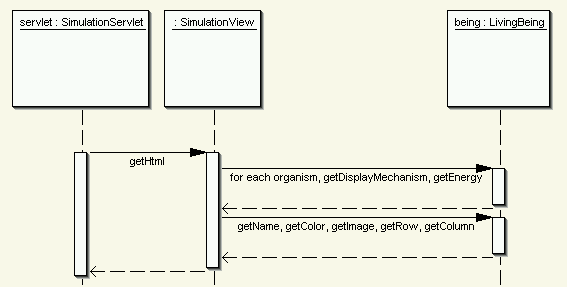 servlet : SimulationServlet
: SimulationView
being : LivingBeing
getHtml
for each organism, getDisplayMechanism, getEnergy
getName, getColor, getImage, getRow, getColumn